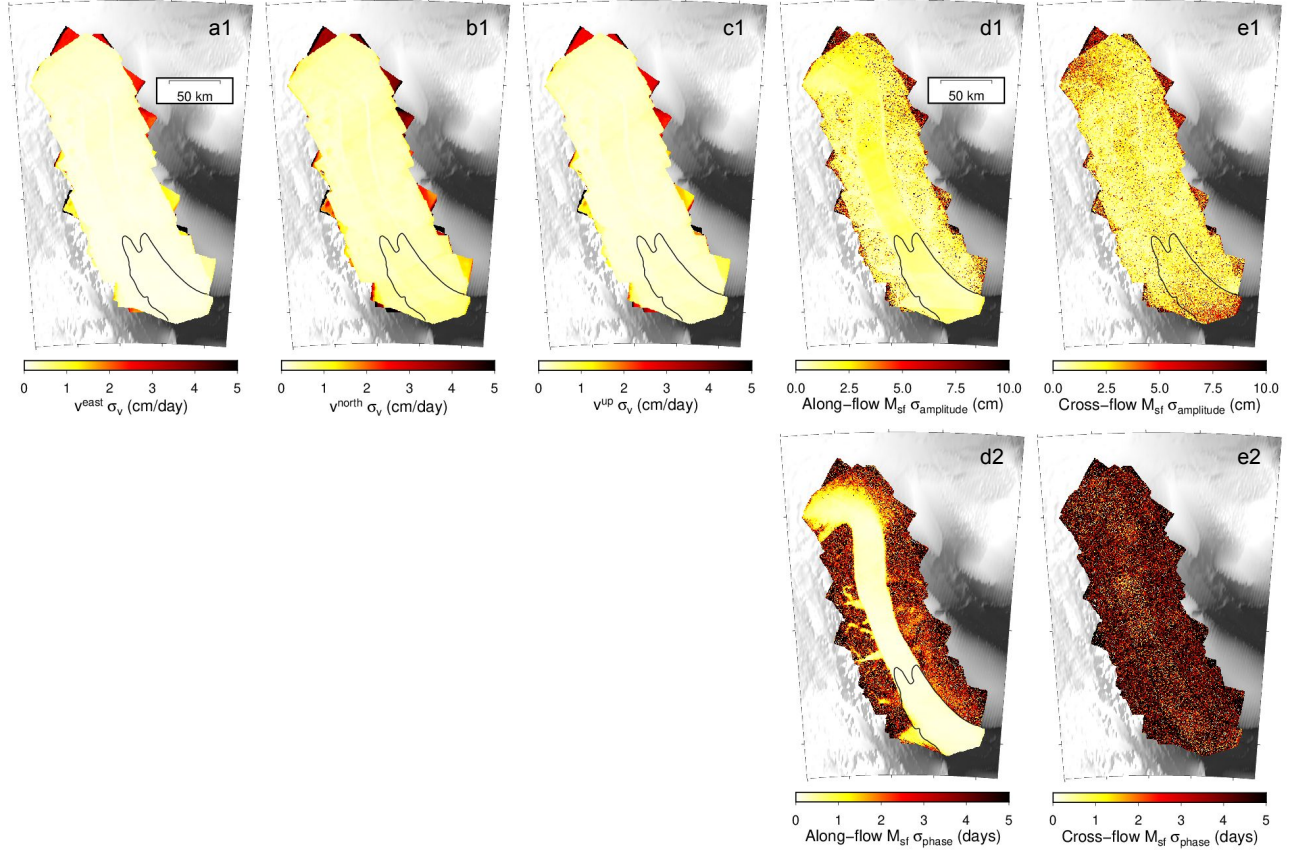 a1 b1 c1 d1 e1
50 km 50 km
0 1 2 3 4 5 0 1 2 3 4 5 0 1 2 3 4 5 0.0 2.5 5.0 7.5 10.0 0.0 2.5 5.0 7.5 10.0
v^east σ_v (cm/day) v^north σ_v (cm/day) v^up σ_v (cm/day) Along−flow M_sf σ_amplitude (cm) Cross−flow M_sf σ_amplitude (cm)
d2 e2
0 1 2 3 4 5 0 1 2 3 4 5
Along−flow M_sf σ_phase (days) Cross−flow M_sf σ_phase (days)